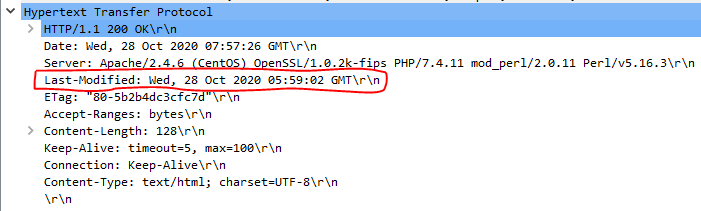 Hypertext Transfer Protocol
HTTP/1.1 200 OK\r\n
Date: Wed, 28 Oct 2020 07:57:26 GMT\r\n
Server: Apache/2.4.6 (CentOS) OpenSSL/1.0.2k-fips PHP/7.4.11 mod_perl/2.0.11 Perl/v5.16.3\r\n
Last-Modified: Wed, 28 Oct 2020 05:59:02 GMT\r\n
ETag: "80-5b2b4dc3cfc7d"\r\n
Accept-Ranges: bytes\r\n
Content-Length: 128\r\n
Keep-Alive: timeout=5, max=100\r\n
Connection: Keep-Alive\r\n
Content-Type: text/html; charset=UTF-8\r\n
\r\n